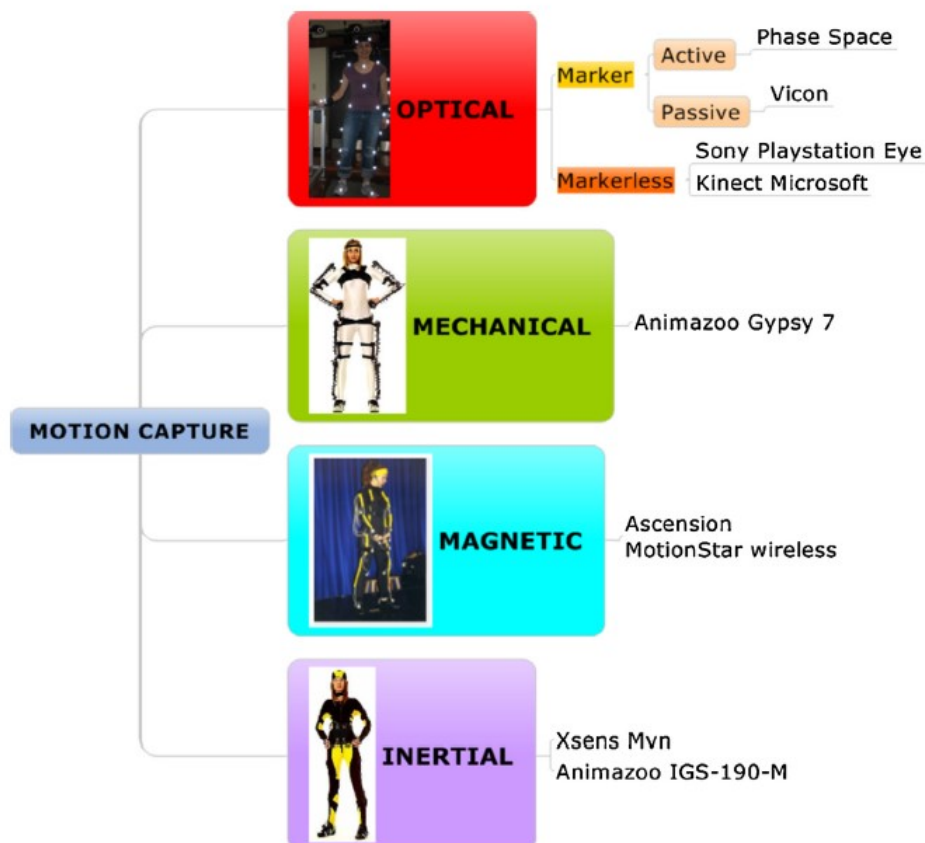 MOTION CAPTURE
OPTICAL
Marker
Active
Phase Space
Passive
Vicon
Markerless
Sony Playstation Eye
Kinect Microsoft
MECHANICAL
Animazoo Gypsy 7
MAGNETIC
Ascension
MotionStar wireless
INERTIAL
Xsens Mvn
Animazoo IGS-190-M